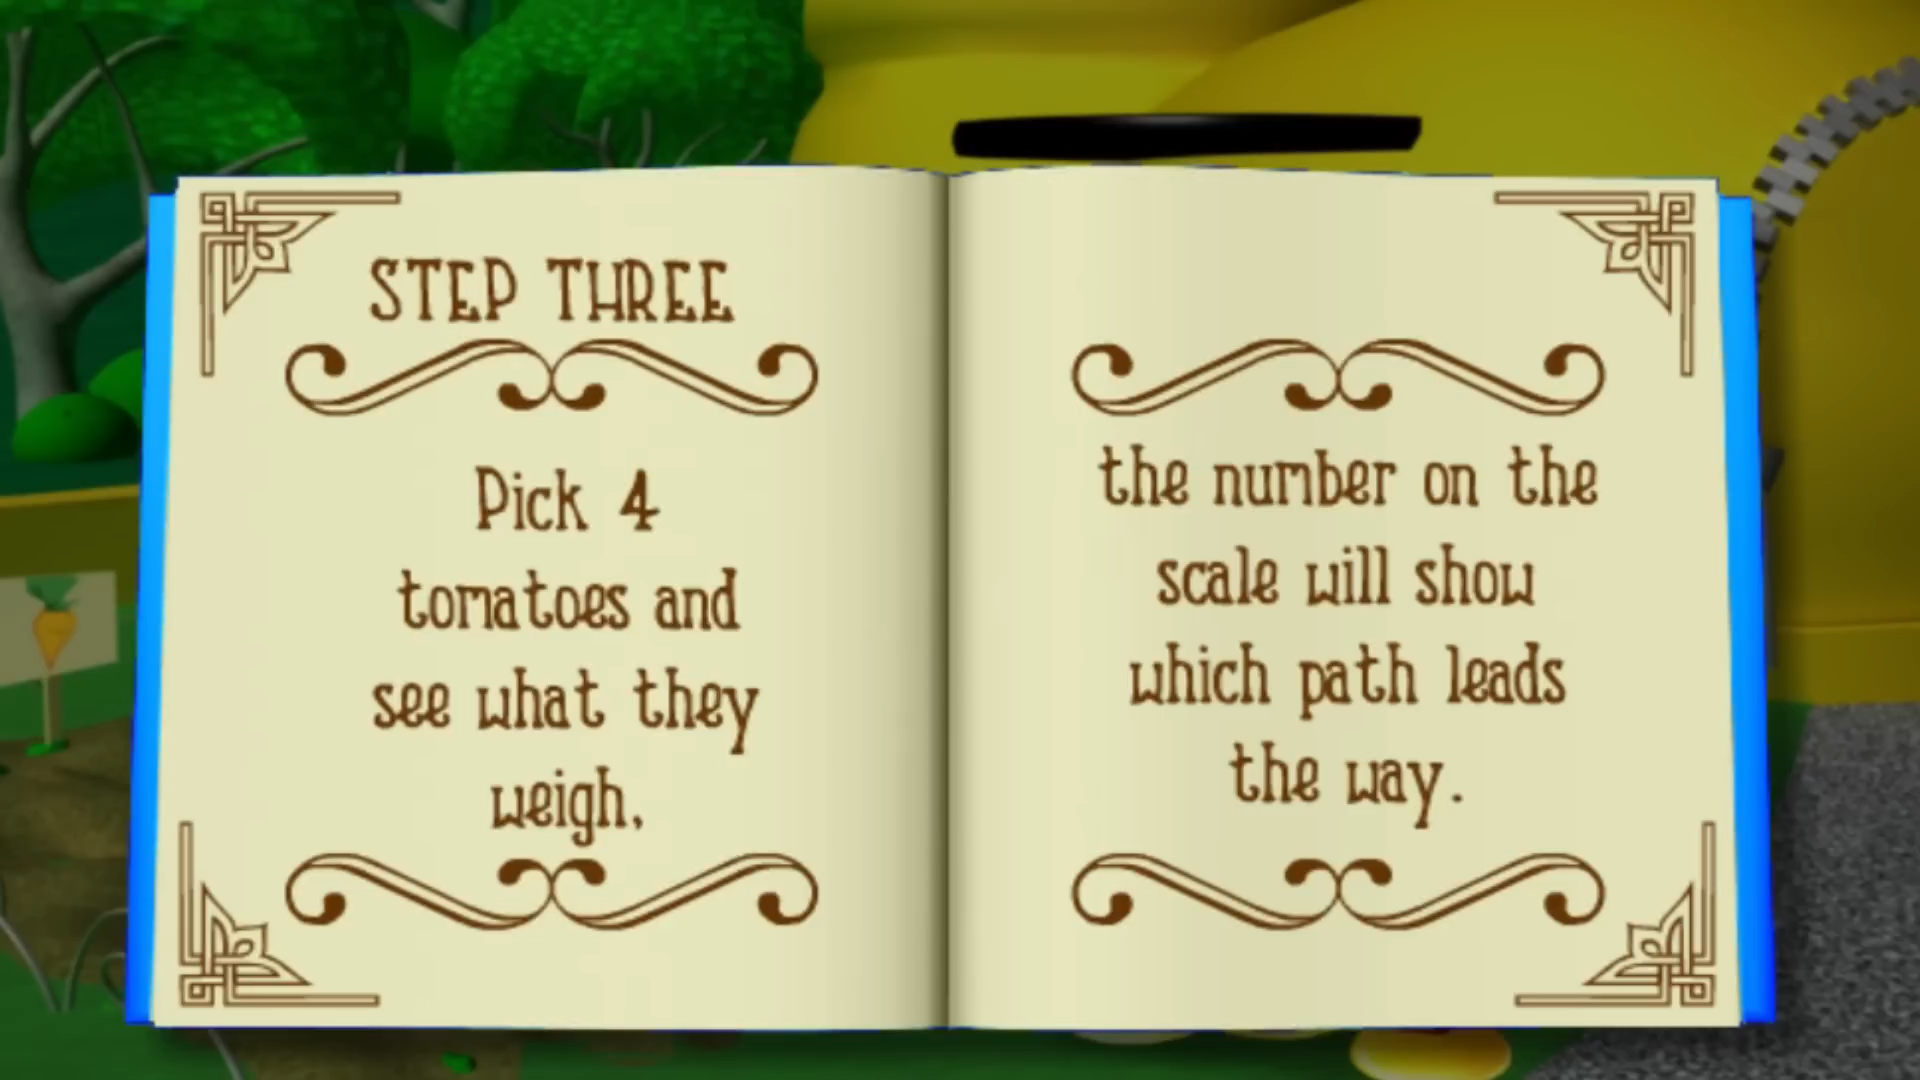 STEP THREE
Pick 4
tomatoes and
see what they
weigh,
the number on the
scale will show
which path leads
the way.